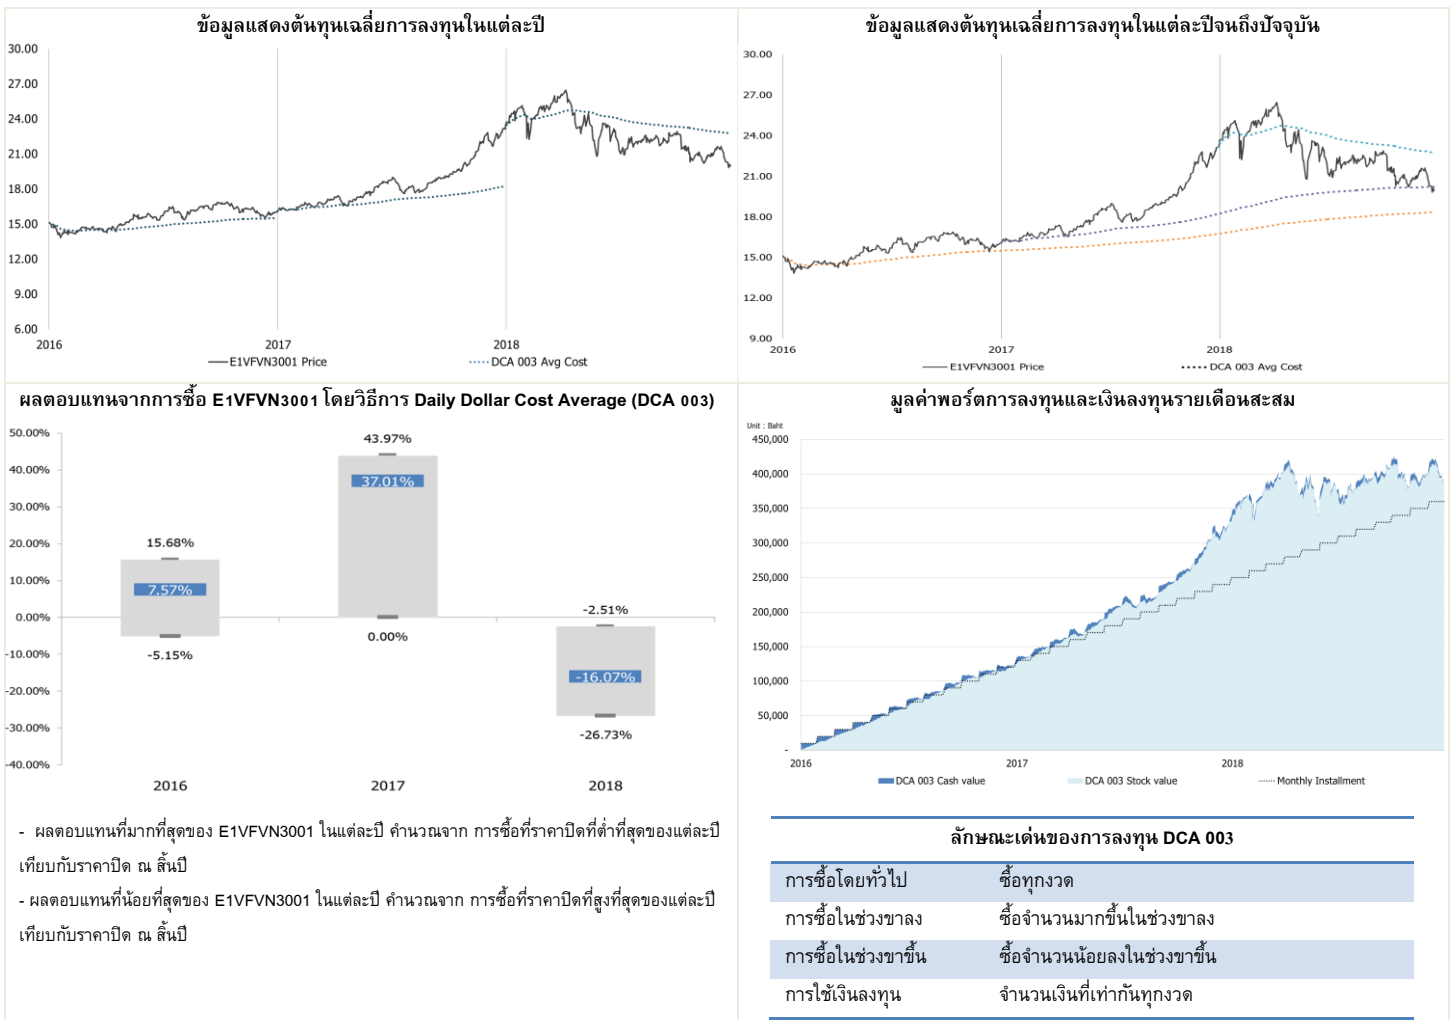 ข้อมูลแสดงต้นทุนเฉลี่ยการลงทุนในแต่ละปี
30.00
27.00
24.00
21.00
18.00
15.00
12.00
9.00
6.00
2016 2017 2018
E1VFVN3001 Price DCA 003 Avg Cost
ข้อมูลแสดงต้นทุนเฉลี่ยการลงทุนในแต่ละปีจนถึงปัจจุบัน
30.00
27.00
24.00
21.00
18.00
15.00
12.00
9.00
2016 2017 2018
E1VFVN3001 Price DCA 003 Avg Cost
ผลตอบแทนจากการซื้อ E1VFVN3001 โดยวิธีการ Daily Dollar Cost Average (DCA 003)
50.00%
40.00%
30.00%
20.00%
10.00%
0.00%
-10.00%
-20.00%
-30.00%
-40.00%
15.68%
7.57%
-5.15%
43.97%
37.01%
0.00%
-2.51%
-16.07%
-26.73%
2016 2017 2018
- ผลตอบแทนที่มากที่สุดของ E1VFVN3001 ในแต่ละปี คำนวณจาก การซื้อที่ราคาปิดที่ต่ำที่สุดของแต่ละปี
เทียบกับราคาปิด ณ สิ้นปี
- ผลตอบแทนที่น้อยที่สุดของ E1VFVN3001 ในแต่ละปี คำนวณจาก การซื้อที่ราคาปิดที่สูงที่สุดของแต่ละปี
เทียบกับราคาปิด ณ สิ้นปี
มูลค่าพอร์ตการลงทุนและเงินลงทุนรายเดือนสะสม
Unit : Baht
450,000
400,000
350,000
300,000
250,000
200,000
150,000
100,000
50,000
-
2016 2017 2018
DCA 003 Cash value DCA 003 Stock value Monthly Installment
ลักษณะเด่นของการลงทุน DCA 003
การซื้อโดยทั่วไป ซื้อทุกงวด
การซื้อในช่วงขาลง ซื้อจำนวนมากขึ้นในช่วงขาลง
การซื้อในช่วงขาขึ้น ซื้อจำนวนน้อยลงในช่วงขาขึ้น
การใช้เงินลงทุน จำนวนเงินที่เท่ากันทุกงวด